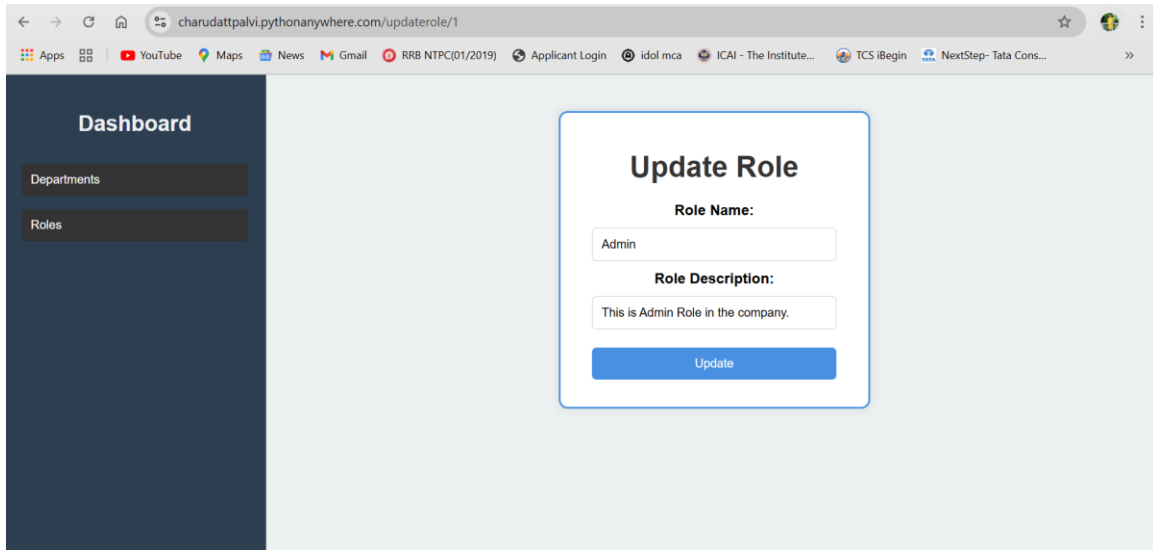 charudattpalvi.pythonanywhere.com/updaterole/1
Apps YouTube Maps News Gmail RRB NTPC(01/2019) Applicant Login idol mca ICAI - The Institute... TCS iBegin NextStep- Tata Cons... »
Dashboard
Departments
Roles
Update Role
Role Name:
Admin
Role Description:
This is Admin Role in the company.
Update